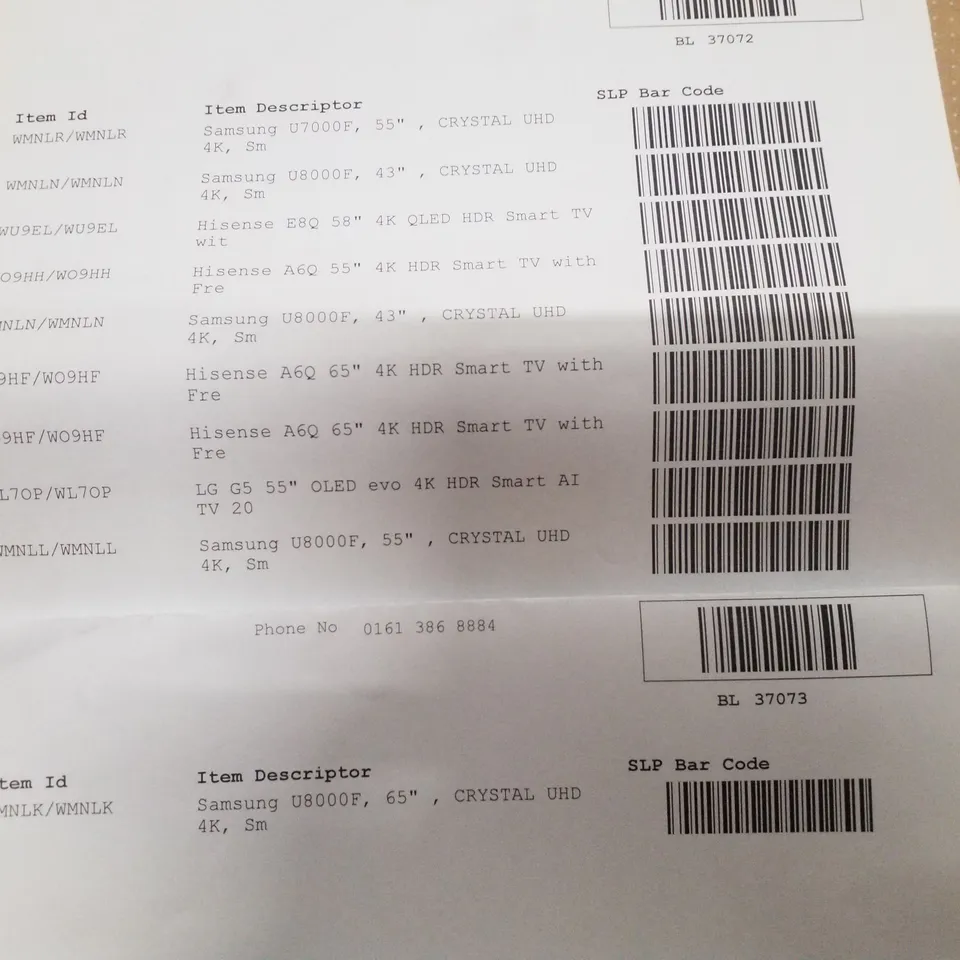 BL 37072
Item Id Item Descriptor SLP Bar Code
WMNLR/WMNLR Samsung U7000F, 55" , CRYSTAL UHD
4K, Sm
WMNLN/WMNLN Samsung U8000F, 43" , CRYSTAL UHD
4K, Sm
WU9EL/WU9EL Hisense E8Q 58" 4K QLED HDR Smart TV
wit
O9HH/WO9HH Hisense A6Q 55" 4K HDR Smart TV with
Fre
MNLN/WMNLN Samsung U8000F, 43" , CRYSTAL UHD
4K, Sm
9HF/WO9HF Hisense A6Q 65" 4K HDR Smart TV with
Fre
9HF/WO9HF Hisense A6Q 65" 4K HDR Smart TV with
Fre
L7OP/WL7OP LG G5 55" OLED evo 4K HDR Smart AI
TV 20
WMNLL/WMNLL Samsung U8000F, 55" , CRYSTAL UHD
4K, Sm
Phone No 0161 386 8884
BL 37073
tem Id Item Descriptor SLP Bar Code
MNLK/WMNLK Samsung U8000F, 65" , CRYSTAL UHD
4K, Sm